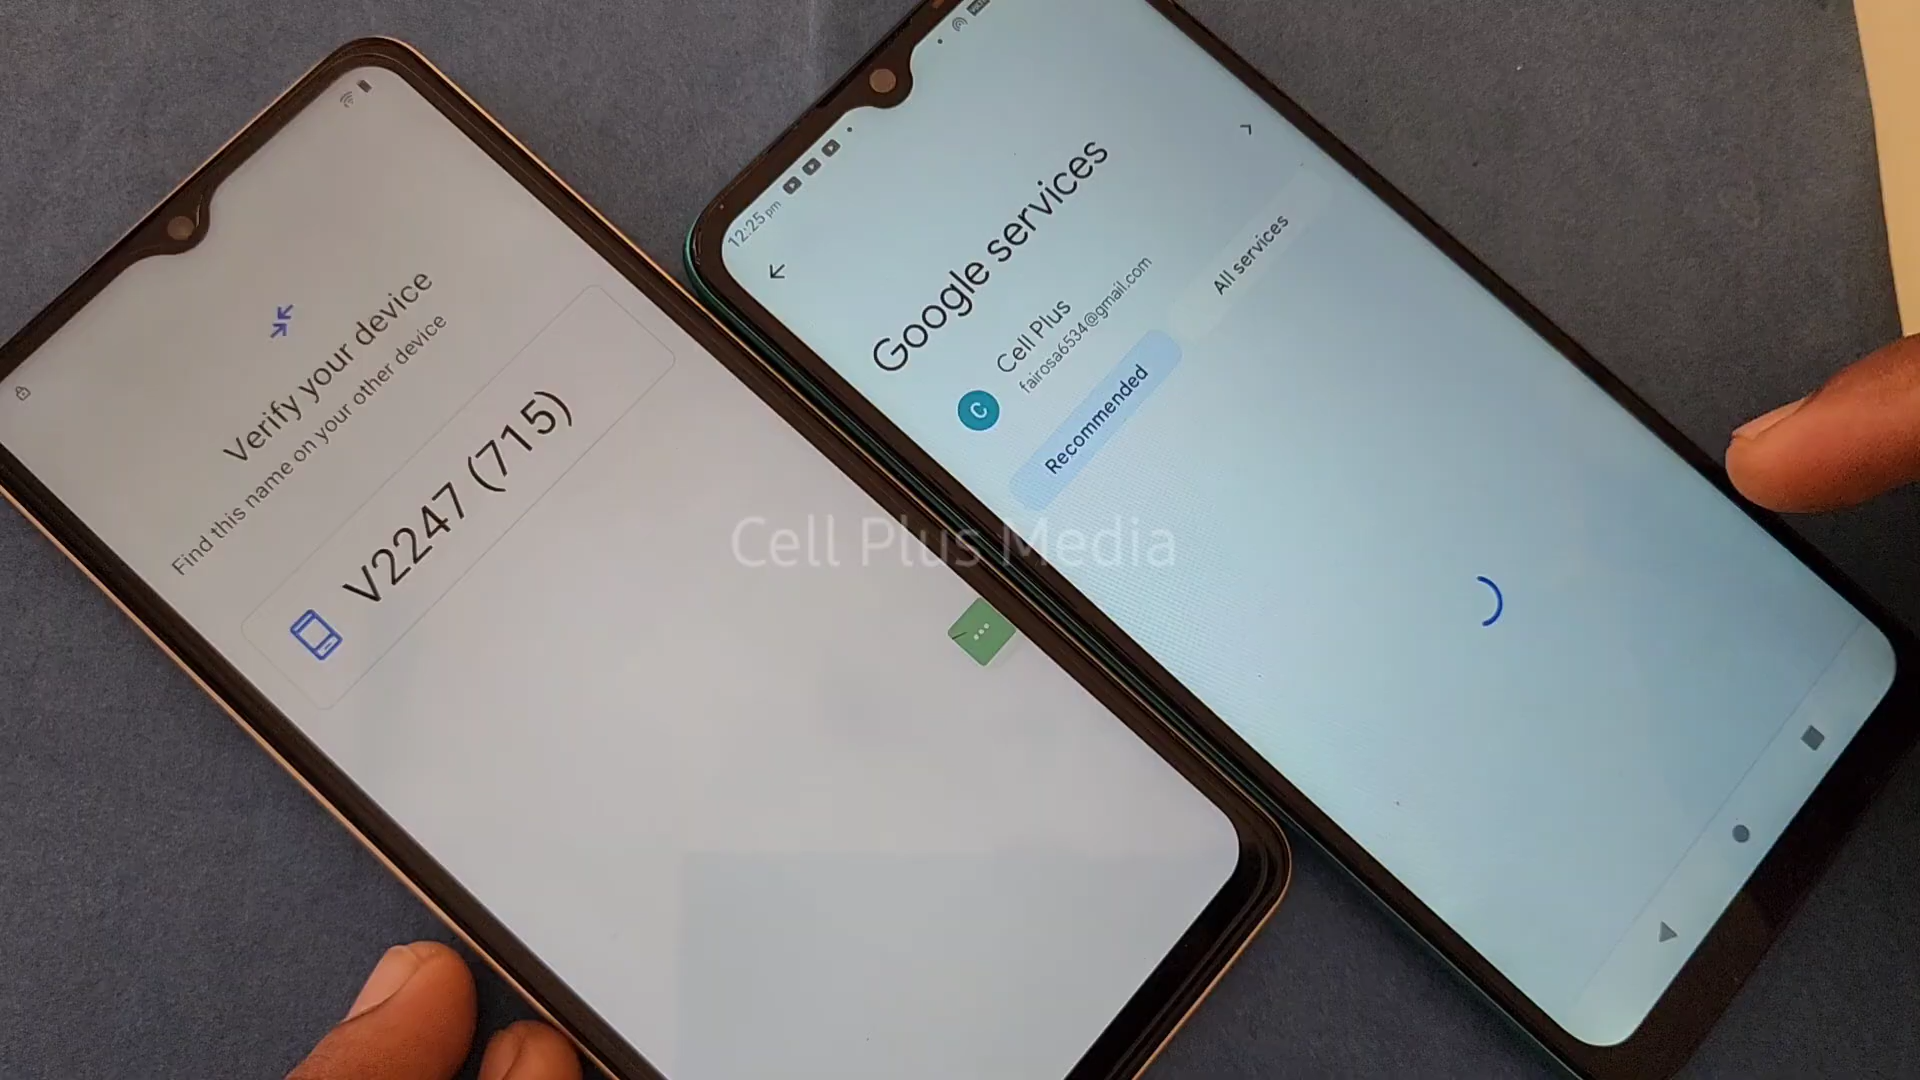 Verify your device
Find this name on your other device
V2247 (715)
12:25 pm
Google services
Cell Plus
fairosa6534@gmail.com
C
Recommended
All services
Cell Plus Media